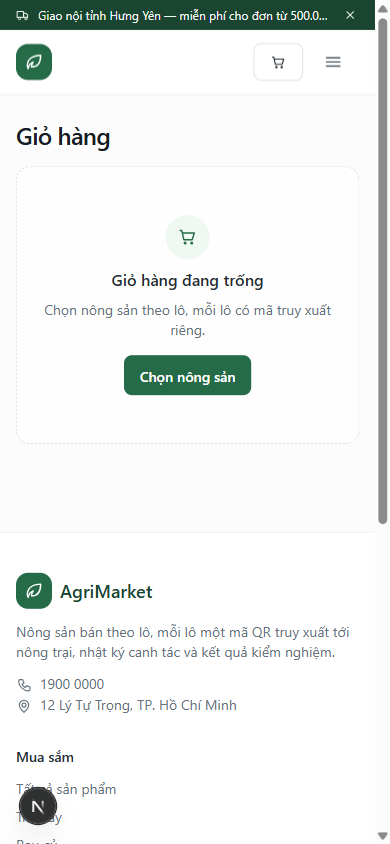 Giao nội tỉnh Hưng Yên — miễn phí cho đơn từ 500.0...
Giỏ hàng
Giỏ hàng đang trống
Chọn nông sản theo lô, mỗi lô có mã truy xuất
riêng.
Chọn nông sản
AgriMarket
Nông sản bán theo lô, mỗi lô một mã QR truy xuất tới
nông trại, nhật ký canh tác và kết quả kiểm nghiệm.
1900 0000
12 Lý Tự Trọng, TP. Hồ Chí Minh
Mua sắm
sản phẩm
N